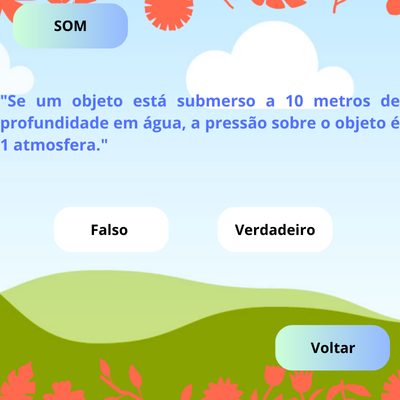 SOM
"Se um objeto está submerso a 10 metros de
profundidade em água, a pressão sobre o objeto é
1 atmosfera."
Falso
Verdadeiro
Voltar